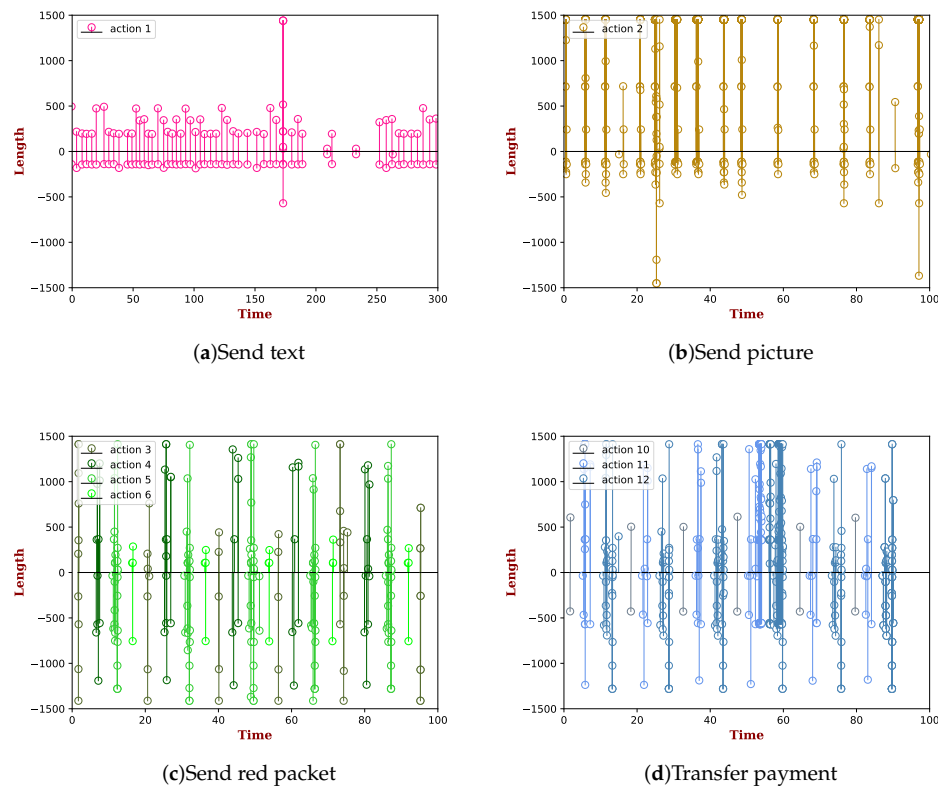 1500
1000
500
0
−500
−1000
−1500
Length
action 1
0 50 100 150 200 250 300
Time
(a)Send text
1500
1000
500
0
−500
−1000
−1500
Length
action 2
0 20 40 60 80 100
Time
(b)Send picture
1500
1000
500
0
−500
−1000
−1500
Length
action 3
action 4
action 5
action 6
0 20 40 60 80 100
Time
(c)Send red packet
1500
1000
500
0
−500
−1000
−1500
Length
action 10
action 11
action 12
0 20 40 60 80 100
Time
(d)Transfer payment